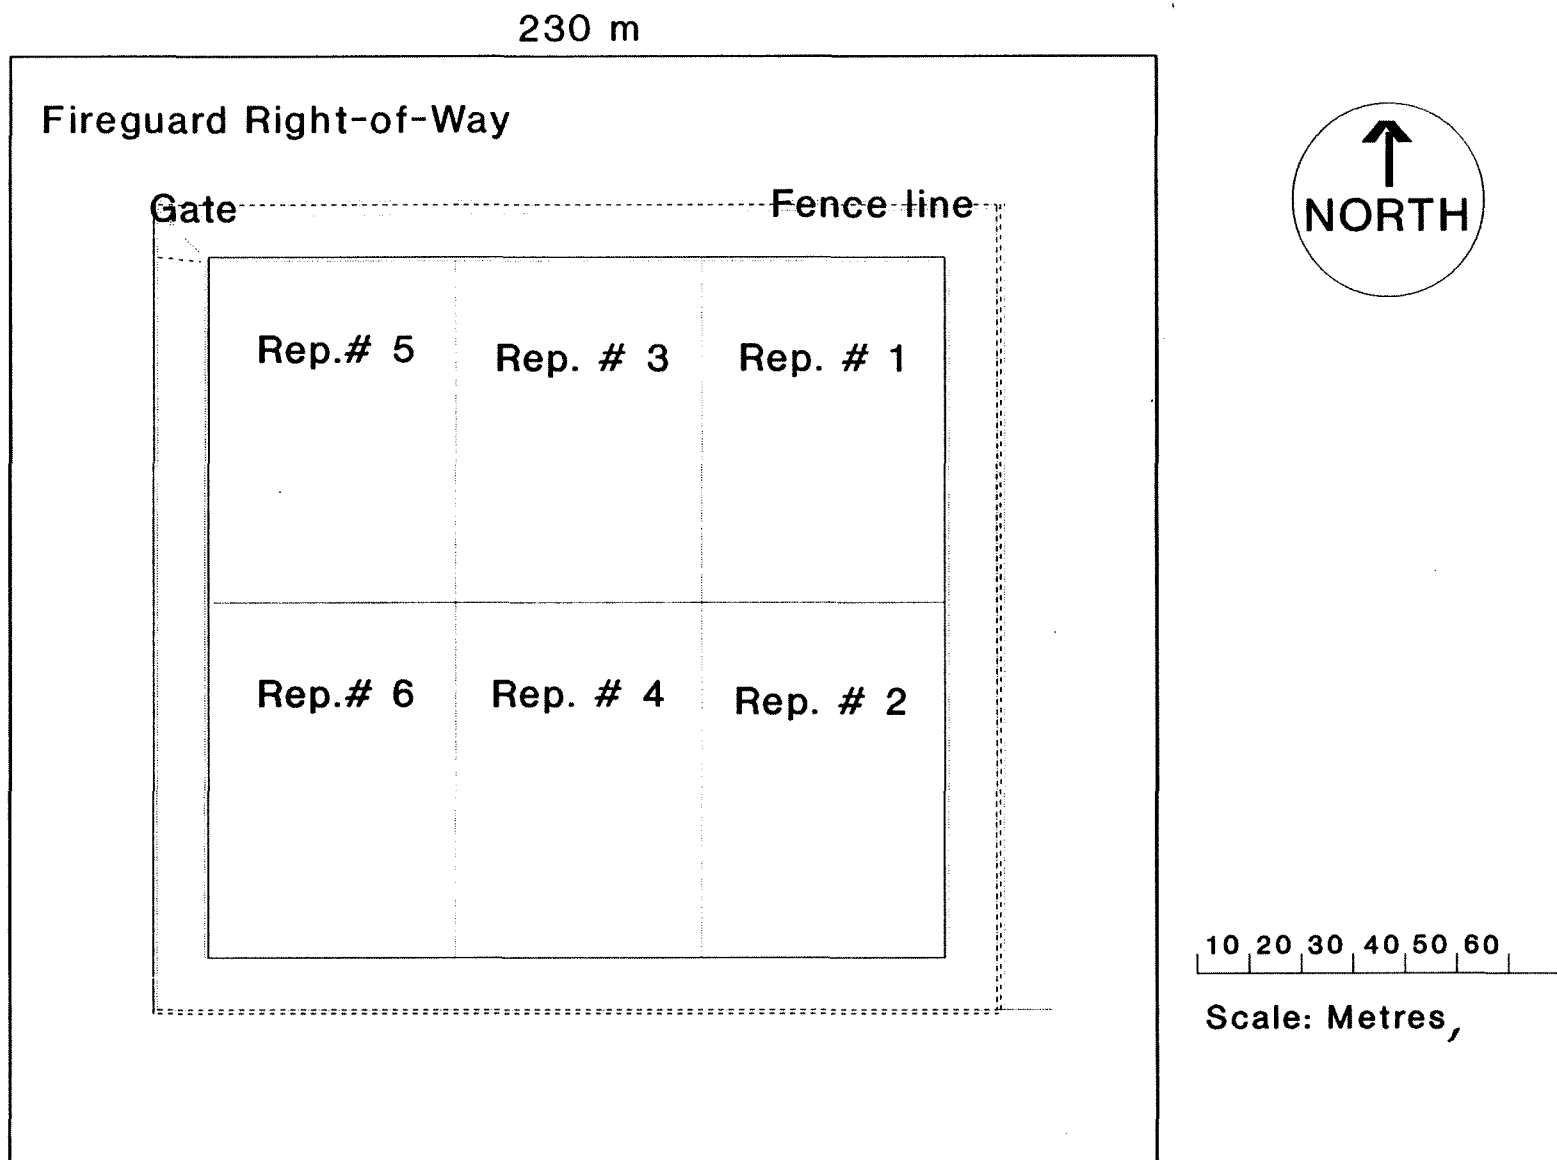 230 m
Fireguard Right-of-Way
Gate
Fence line
NORTH
Rep.# 5
Rep. # 3
Rep. # 1
Rep.# 6
Rep. # 4
Rep. # 2
10 20 30 40 50 60
Scale: Metres,